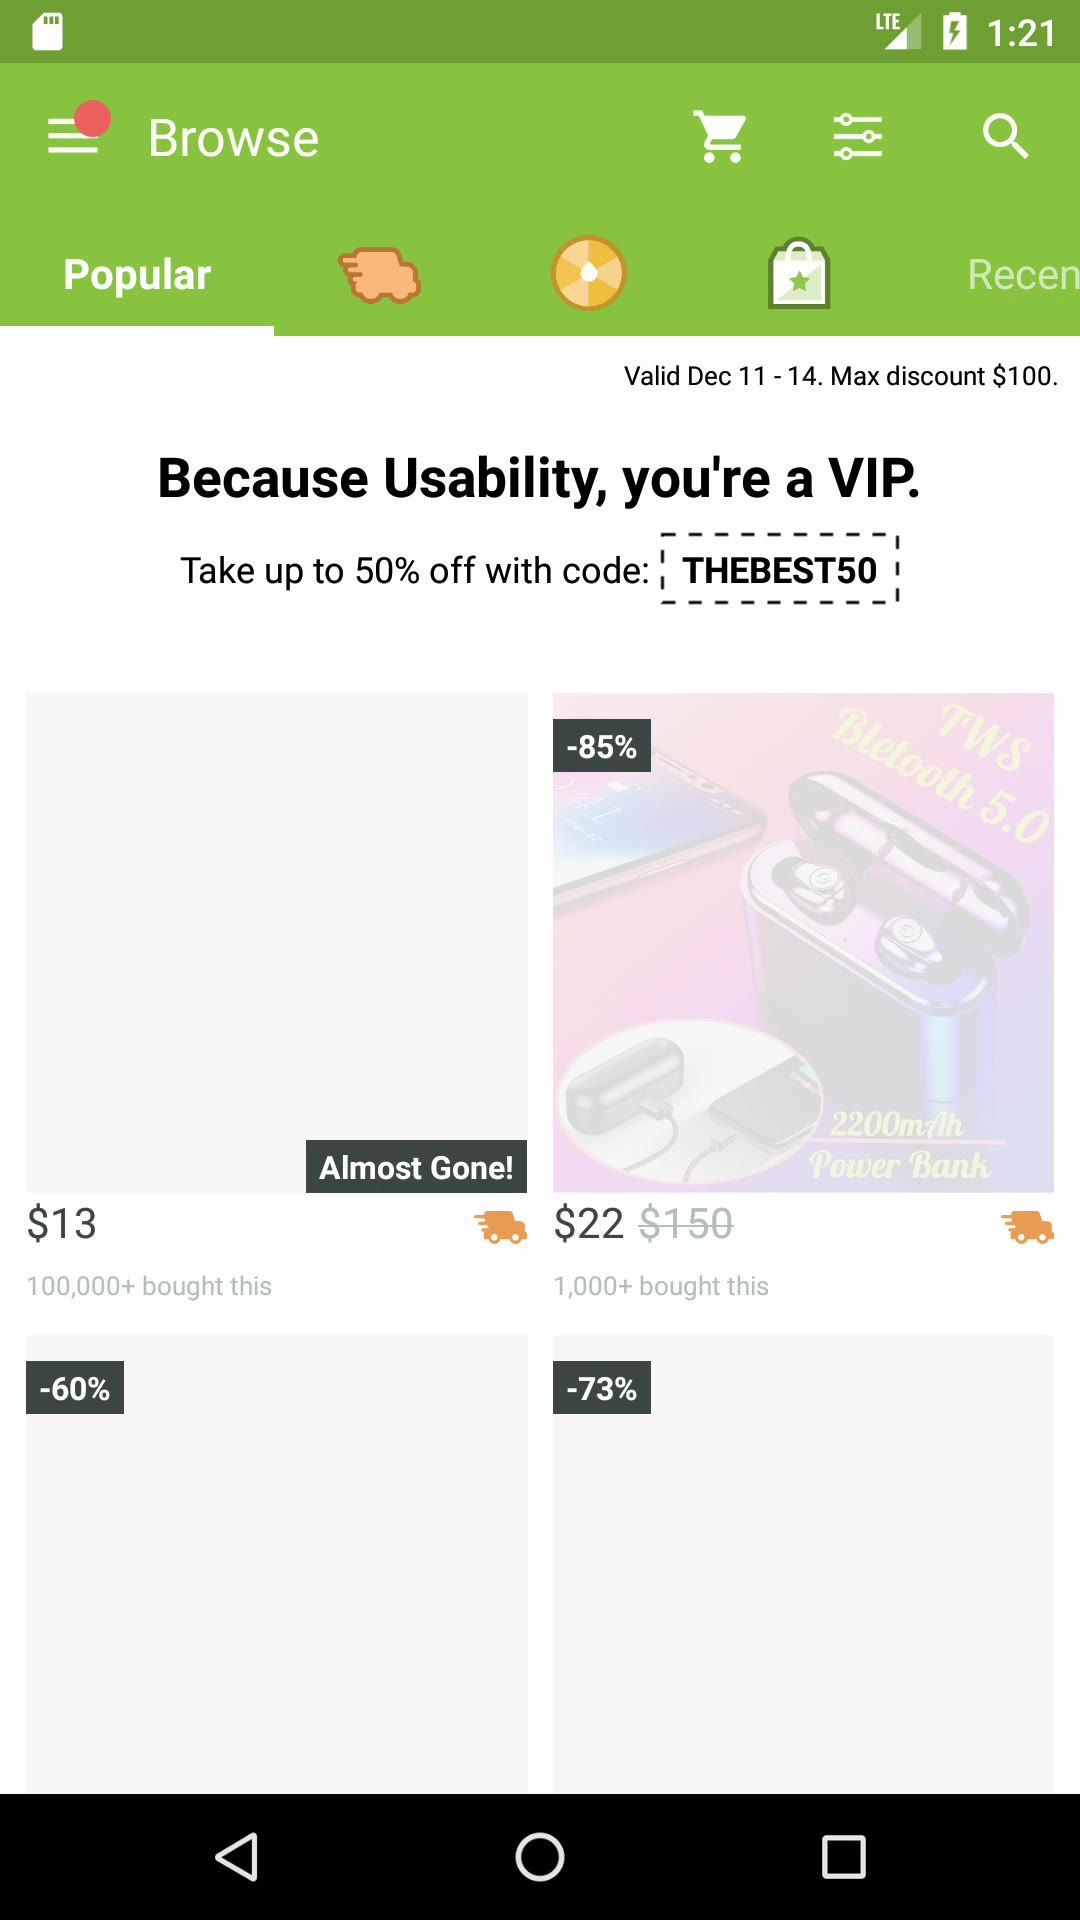 LTE 1:21
Browse
Popular
Recen
Valid Dec 11 - 14. Max discount $100.
Because Usability, you're a VIP.
Take up to 50% off with code: THEBEST50
-85%
TWS
Bletooth 5.0
2200mAh
Power Bank
Almost Gone!
$13
$22 $150
100,000+ bought this
1,000+ bought this
-60%
-73%